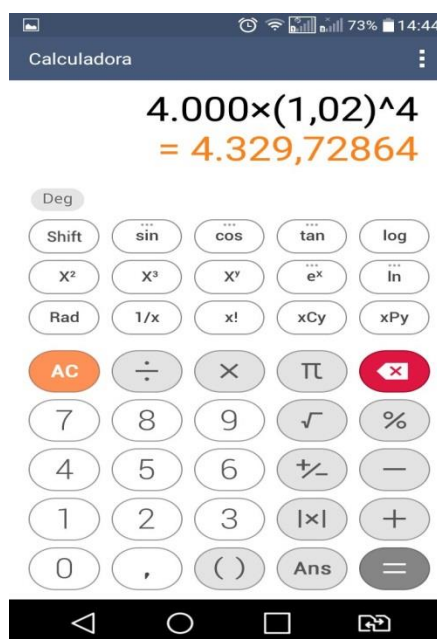 73% 14:44
Calculadora
4.000×(1,02)^4
= 4.329,72864
Deg
Shift sin cos tan log
X² X³ Xʸ eˣ ln
Rad 1/x x! xCy xPy
AC ÷ × π
7 8 9 √ %
4 5 6 +/− −
1 2 3 |×| +
0 , ( ) Ans =